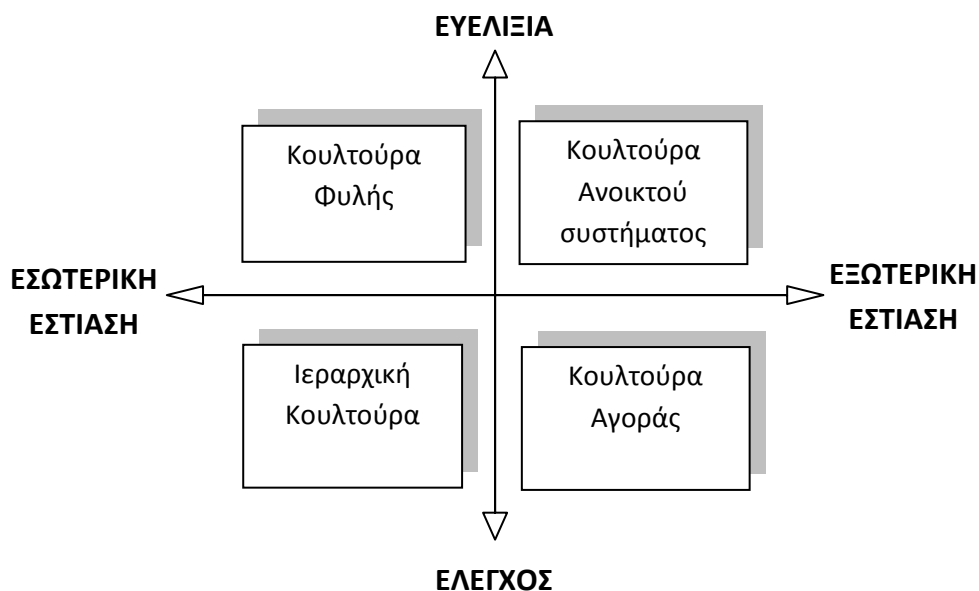 ΕΥΕΛΙΞΙΑ
Κουλτούρα
Φυλής
Κουλτούρα
Ανοικτού
συστήματος
ΕΣΩΤΕΡΙΚΗ
ΕΣΤΙΑΣΗ
ΕΞΩΤΕΡΙΚΗ
ΕΣΤΙΑΣΗ
Ιεραρχική
Κουλτούρα
Κουλτούρα
Αγοράς
ΕΛΕΓΧΟΣ